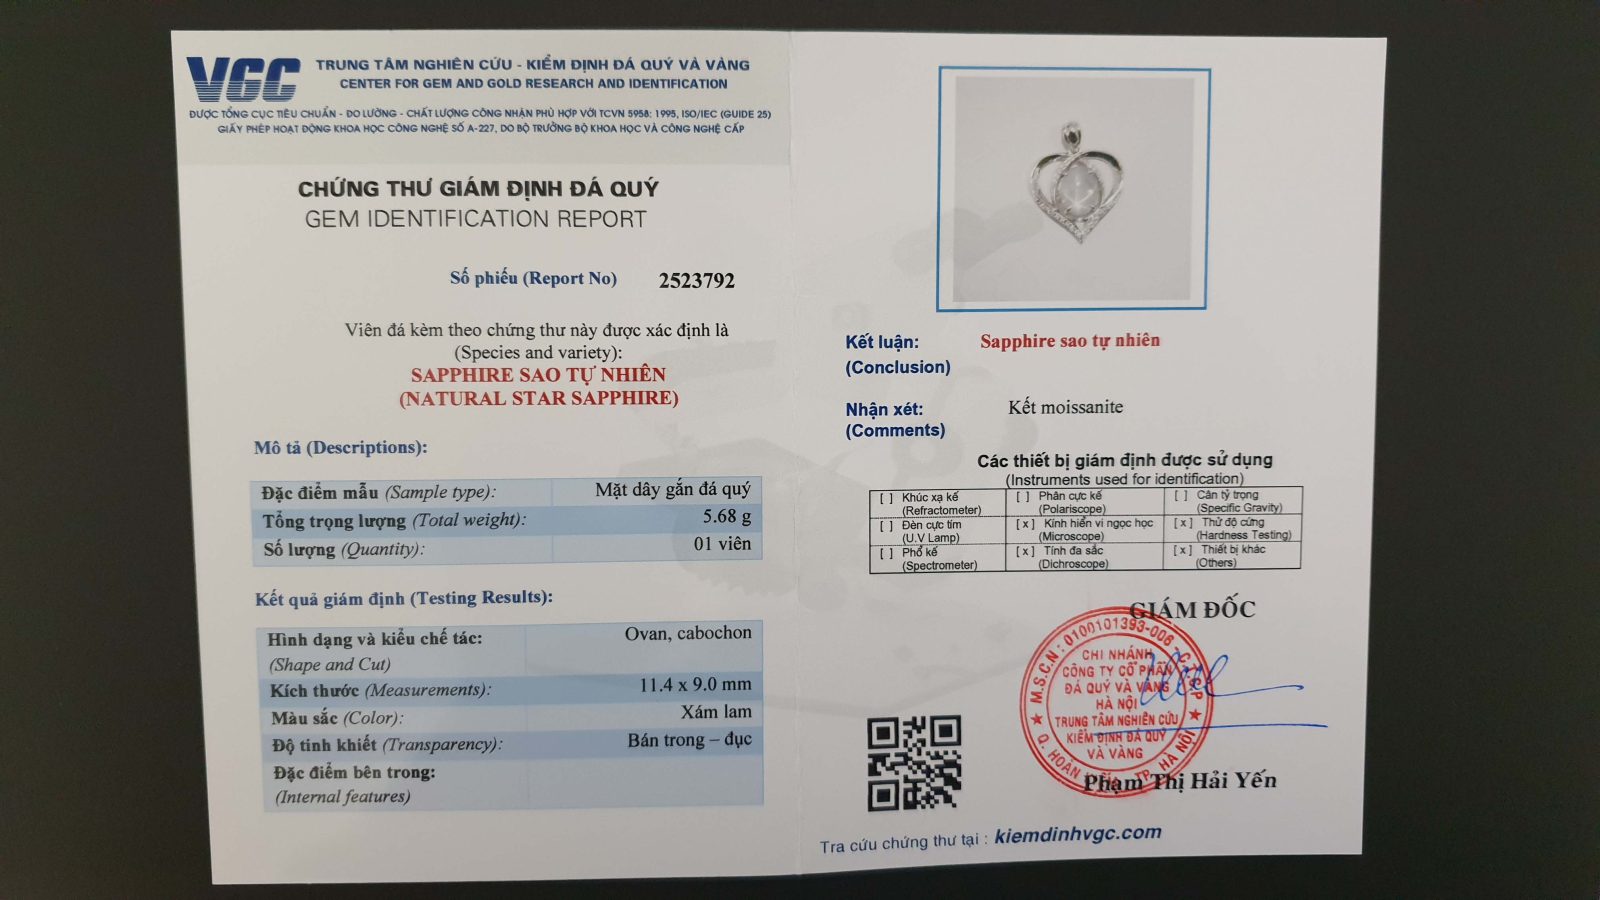 VGC
TRUNG TÂM NGHIÊN CỨU - KIỂM ĐỊNH ĐÁ QUÝ VÀ VÀNG
CENTER FOR GEM AND GOLD RESEARCH AND IDENTIFICATION
ĐƯỢC TỔNG CỤC TIÊU CHUẨN - ĐO LƯỜNG - CHẤT LƯỢNG CÔNG NHẬN PHÙ HỢP VỚI TCVN 5958: 1995, ISO/IEC (GUIDE 25)
GIẤY PHÉP HOẠT ĐỘNG KHOA HỌC CÔNG NGHỆ SỐ A-227, DO BỘ TRƯỞNG BỘ KHOA HỌC VÀ CÔNG NGHỆ CẤP
CHỨNG THƯ GIÁM ĐỊNH ĐÁ QUÝ
GEM IDENTIFICATION REPORT
Số phiếu (Report No) 2523792
Viên đá kèm theo chứng thư này được xác định là
(Species and variety):
SAPPHIRE SAO TỰ NHIÊN
(NATURAL STAR SAPPHIRE)
Mô tả (Descriptions):
Đặc điểm mẫu (Sample type): Mặt dây gắn đá quý
Tổng trọng lượng (Total weight): 5.68 g
Số lượng (Quantity): 01 viên
Kết quả giám định (Testing Results):
Hình dạng và kiểu chế tác: Ovan, cabochon
(Shape and Cut)
Kích thước (Measurements): 11.4 x 9.0 mm
Màu sắc (Color): Xám lam
Độ tinh khiết (Transparency): Bán trong – đục
Đặc điểm bên trong:
(Internal features)
Kết luận: Sapphire sao tự nhiên
(Conclusion)
Nhận xét: Kết moissanite
(Comments)
Các thiết bị giám định được sử dụng
(Instruments used for identification)
[ ] Khúc xạ kế [ ] Phân cực kế [ ] Cân tỷ trọng
(Refractometer) (Polariscope) (Specific Gravity)
[ ] Đèn cực tím [x] Kính hiển vi ngọc học [x] Thử độ cứng
(U.V Lamp) (Microscope) (Hardness Testing)
[ ] Phổ kế [x] Tính đa sắc [x] Thiết bị khác
(Spectrometer) (Dichroscope) (Others)
GIÁM ĐỐC
M.S.C.N: 0100101393-006 - C.T.C.P
CHI NHÁNH
CÔNG TY CỔ PHẦN
ĐÁ QUÝ VÀ VÀNG
HÀ NỘI
TRUNG TÂM NGHIÊN CỨU
KIỂM ĐỊNH ĐÁ QUÝ
VÀ VÀNG
Q. HOÀN TP. HÀ NỘI
Phạm Thị Hải Yến
Tra cứu chứng thư tại : kiemdinhvgc.com